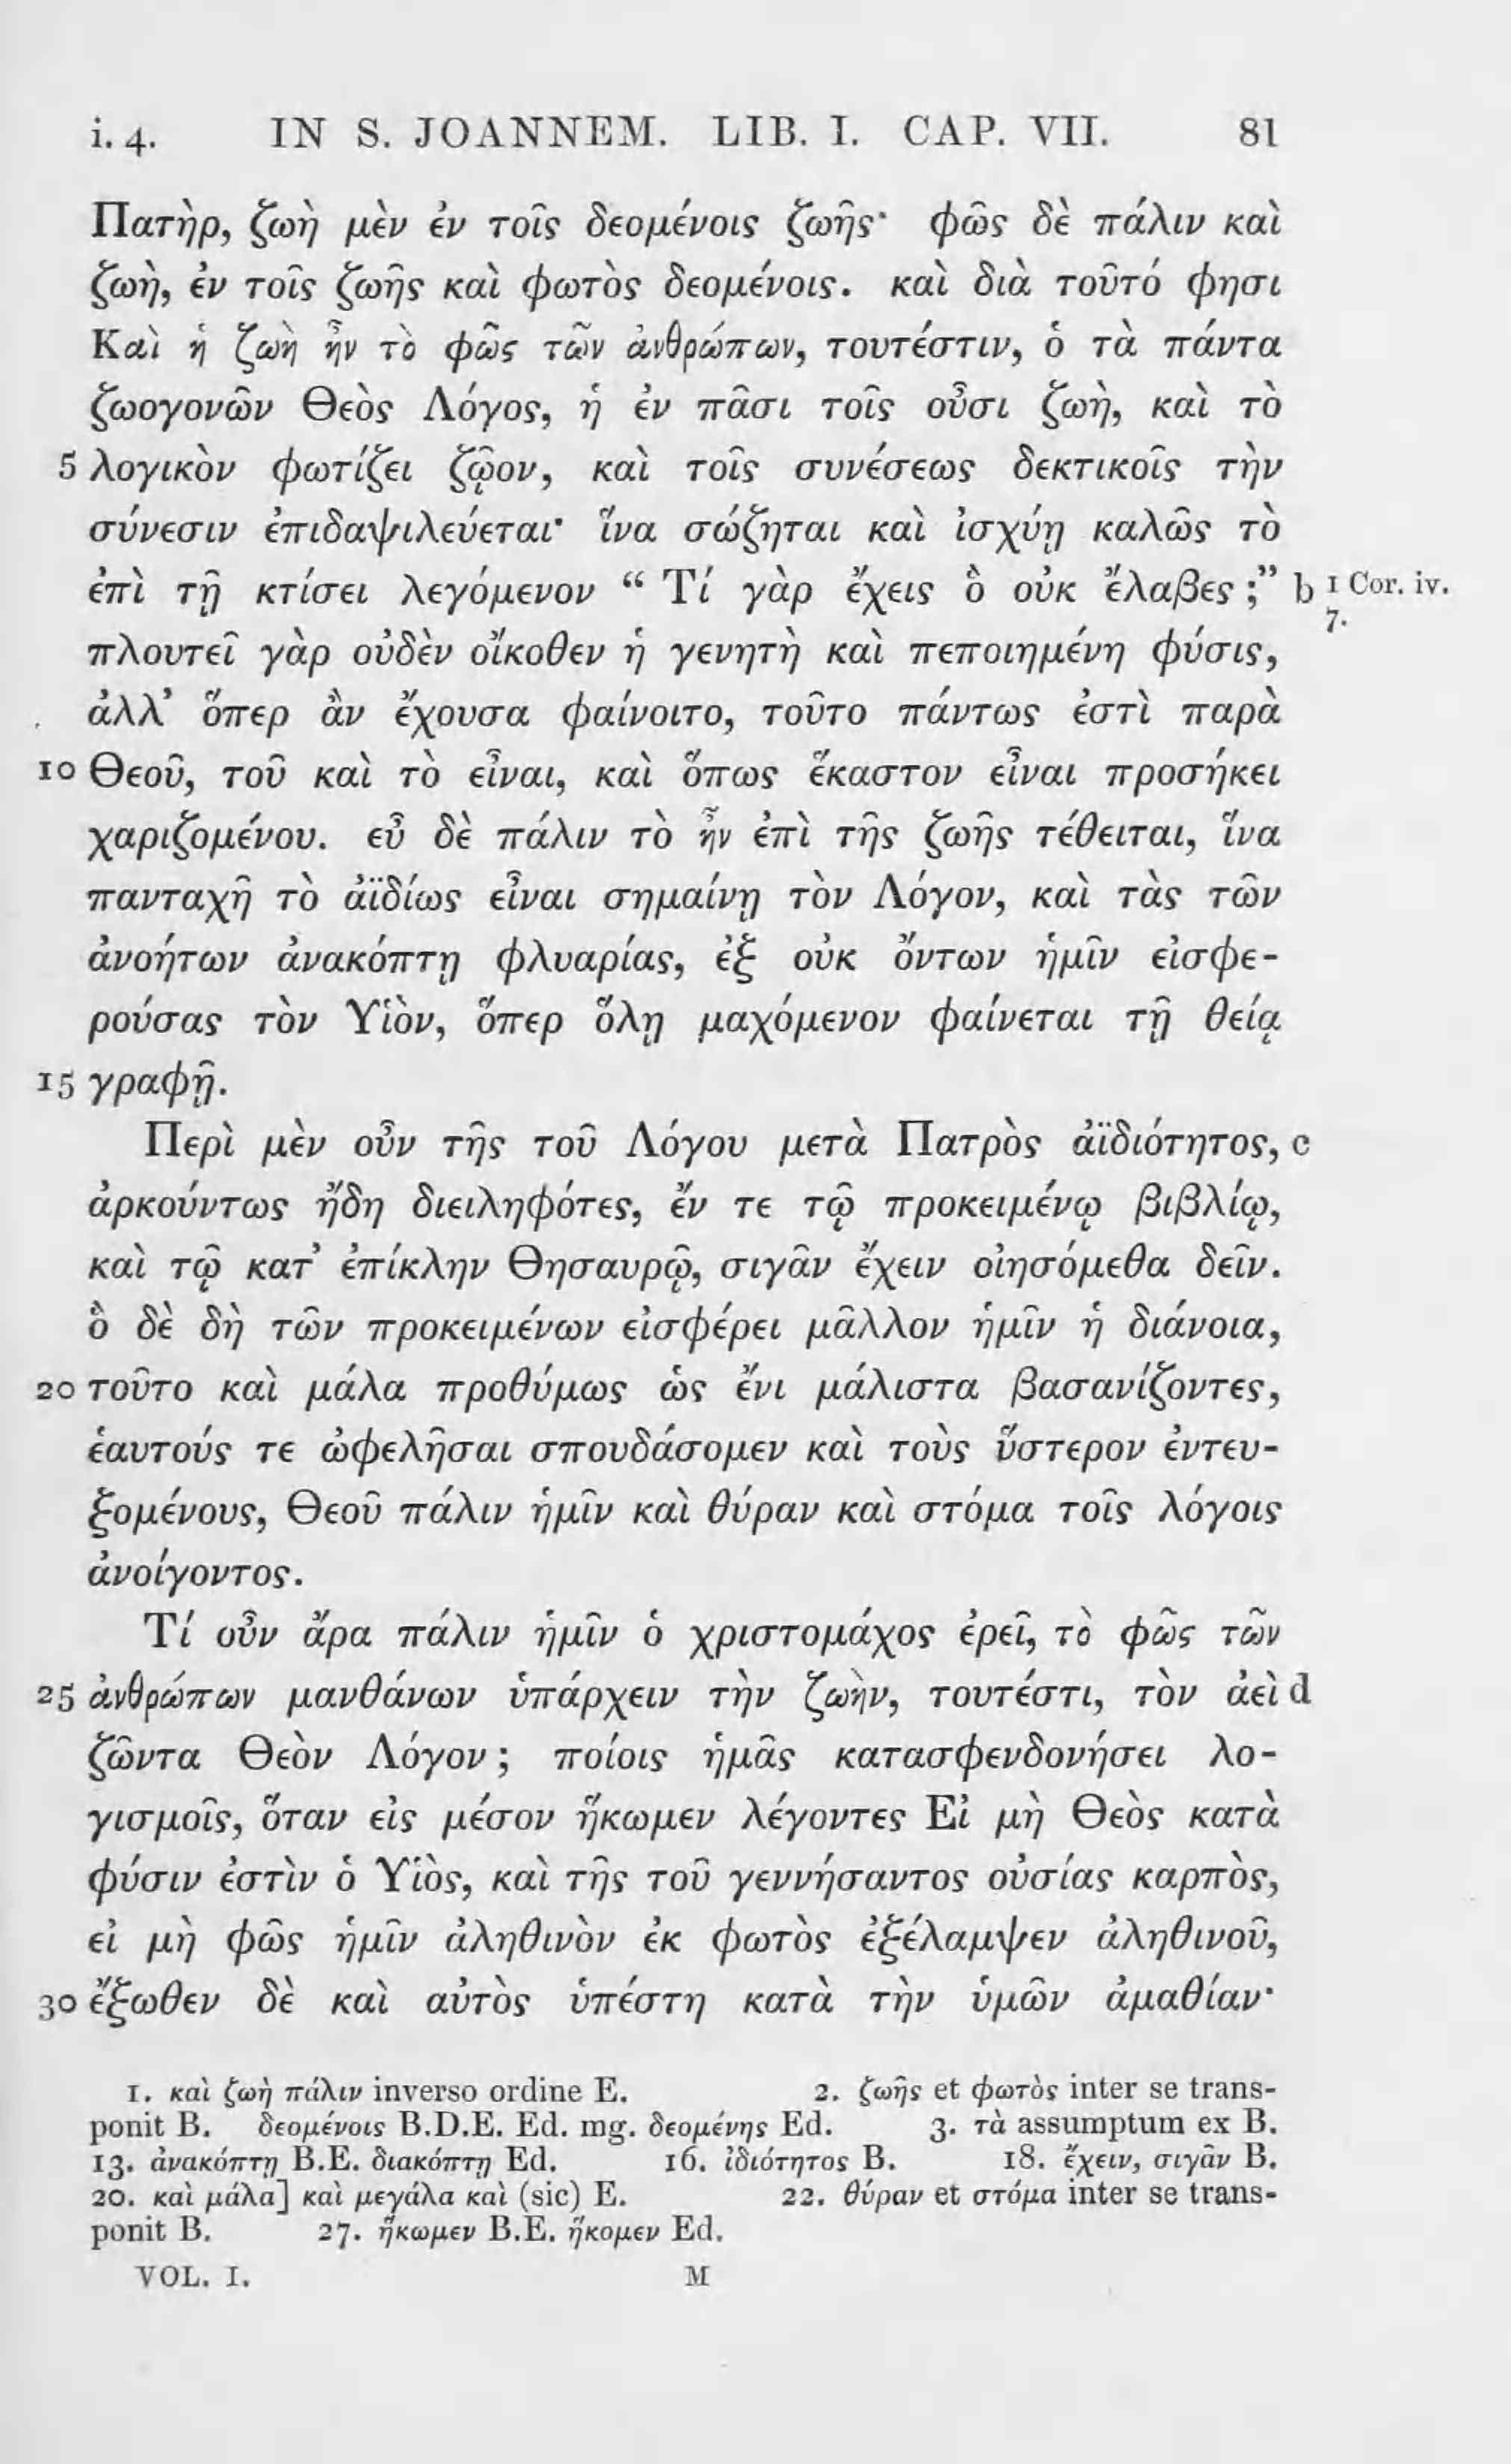 i. 4. IN S. JOANNEM. LIB. I. CAP. VII. 81
Πατὴρ, ζωὴ μὲν ἐν τοῖς δεομένοις ζωῆς· φῶς δὲ πάλιν καὶ
ζωὴ, ἐν τοῖς ζωῆς καὶ φωτὸς δεομένοις. καὶ διὰ τοῦτό φησι
Καὶ ἡ ζωὴ ἦν τὸ φῶς τῶν ἀνθρώπων, τουτέστιν, ὁ τὰ πάντα
ζωογονῶν Θεὸς Λόγος, ἡ ἐν πᾶσι τοῖς οὖσι ζωὴ, καὶ τὸ
5 λογικὸν φωτίζει ζῷον, καὶ τοῖς συνέσεως δεκτικοῖς τὴν
σύνεσιν ἐπιδαψιλεύεται· ἵνα σώζηται καὶ ἰσχύῃ καλῶς τὸ
ἐπὶ τῇ κτίσει λεγόμενον “ Τί γὰρ ἔχεις ὃ οὐκ ἔλαβες ;” b 1 Cor. iv.
7.
πλουτεῖ γὰρ οὐδὲν οἴκοθεν ἡ γενητὴ καὶ πεποιημένη φύσις,
ἀλλ’ ὅπερ ἂν ἔχουσα φαίνοιτο, τοῦτο πάντως ἐστὶ παρὰ
10 Θεοῦ, τοῦ καὶ τὸ εἶναι, καὶ ὅπως ἕκαστον εἶναι προσήκει
χαριζομένου. εὖ δὲ πάλιν τὸ ἦν ἐπὶ τῆς ζωῆς τέθειται, ἵνα
πανταχῆ τὸ ἀϊδίως εἶναι σημαίνῃ τὸν Λόγον, καὶ τὰς τῶν
ἀνοήτων ἀνακόπτῃ φλυαρίας, ἐξ οὐκ ὄντων ἡμῖν εἰσφε-
ρούσας τὸν Υἱὸν, ὅπερ ὅλῃ μαχόμενον φαίνεται τῇ θείᾳ
15 γραφῇ.
Περὶ μὲν οὖν τῆς τοῦ Λόγου μετὰ Πατρὸς ἀϊδιότητος, c
ἀρκούντως ἤδη διειληφότες, ἔν τε τῷ προκειμένῳ βιβλίῳ,
καὶ τῷ κατ’ ἐπίκλην Θησαυρῷ, σιγᾶν ἔχειν οἰησόμεθα δεῖν.
ὃ δὲ δὴ τῶν προκειμένων εἰσφέρει μᾶλλον ἡμῖν ἡ διάνοια,
20 τοῦτο καὶ μάλα προθύμως ὡς ἔνι μάλιστα βασανίζοντες,
ἑαυτούς τε ὠφελῆσαι σπουδάσομεν καὶ τοὺς ὕστερον ἐντευ-
ξομένους, Θεοῦ πάλιν ἡμῖν καὶ θύραν καὶ στόμα τοῖς λόγοις
ἀνοίγοντος.
Τί οὖν ἄρα πάλιν ἡμῖν ὁ χριστομάχος ἐρεῖ, τὸ φῶς τῶν
25 ἀνθρώπων μανθάνων ὑπάρχειν τὴν ζωὴν, τουτέστι, τὸν ἀεὶ d
ζῶντα Θεὸν Λόγον ; ποίοις ἡμᾶς κατασφενδονήσει λο-
γισμοῖς, ὅταν εἰς μέσον ἥκωμεν λέγοντες Εἰ μὴ Θεὸς κατὰ
φύσιν ἐστὶν ὁ Υἱὸς, καὶ τῆς τοῦ γεννήσαντος οὐσίας καρπὸς,
εἰ μὴ φῶς ἡμῖν ἀληθινὸν ἐκ φωτὸς ἐξέλαμψεν ἀληθινοῦ,
30 ἔξωθεν δὲ καὶ αὐτὸς ὑπέστη κατὰ τὴν ὑμῶν ἀμαθίαν·
1. καὶ ζωὴ πάλιν inverso ordine E. 2. ζωῆς et φωτὸς inter se trans-
ponit B. δεομένοις B.D.E. Ed. mg. δεομένης Ed. 3. τὰ assumptum ex B.
13. ἀνακόπτῃ B.E. διακόπτῃ Ed. 16. ἰδιότητος B. 18. ἔχειν, σιγᾶν B.
20. καὶ μάλα] καὶ μεγάλα καὶ (sic) E. 22. θύραν et στόμα inter se trans-
ponit B. 27. ἥκωμεν B.E. ἥκομεν Ed.
VOL. I. M